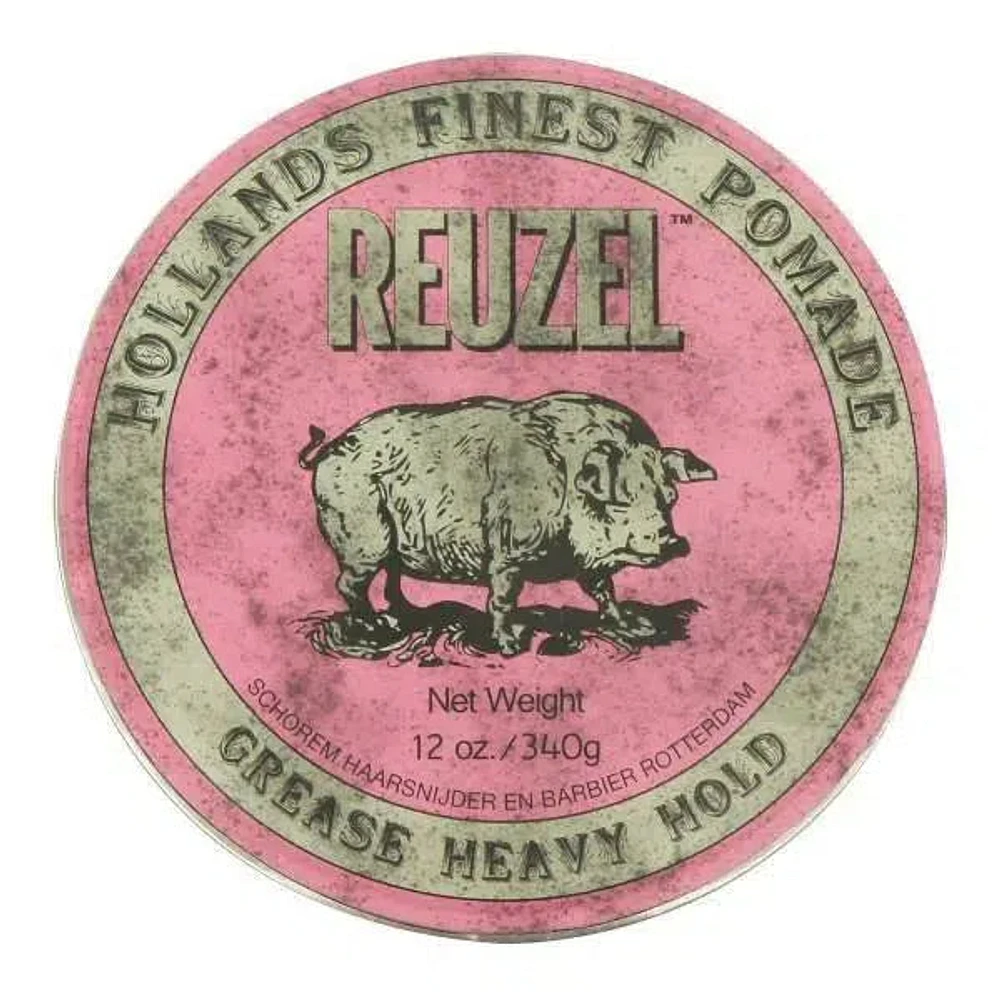 HOLLANDS FINEST POMADE
REUZEL™
Net Weight
12 oz./340g
SCHOREM HAARSNIJDER EN BARBIER ROTTERDAM
GREASE HEAVY HOLD